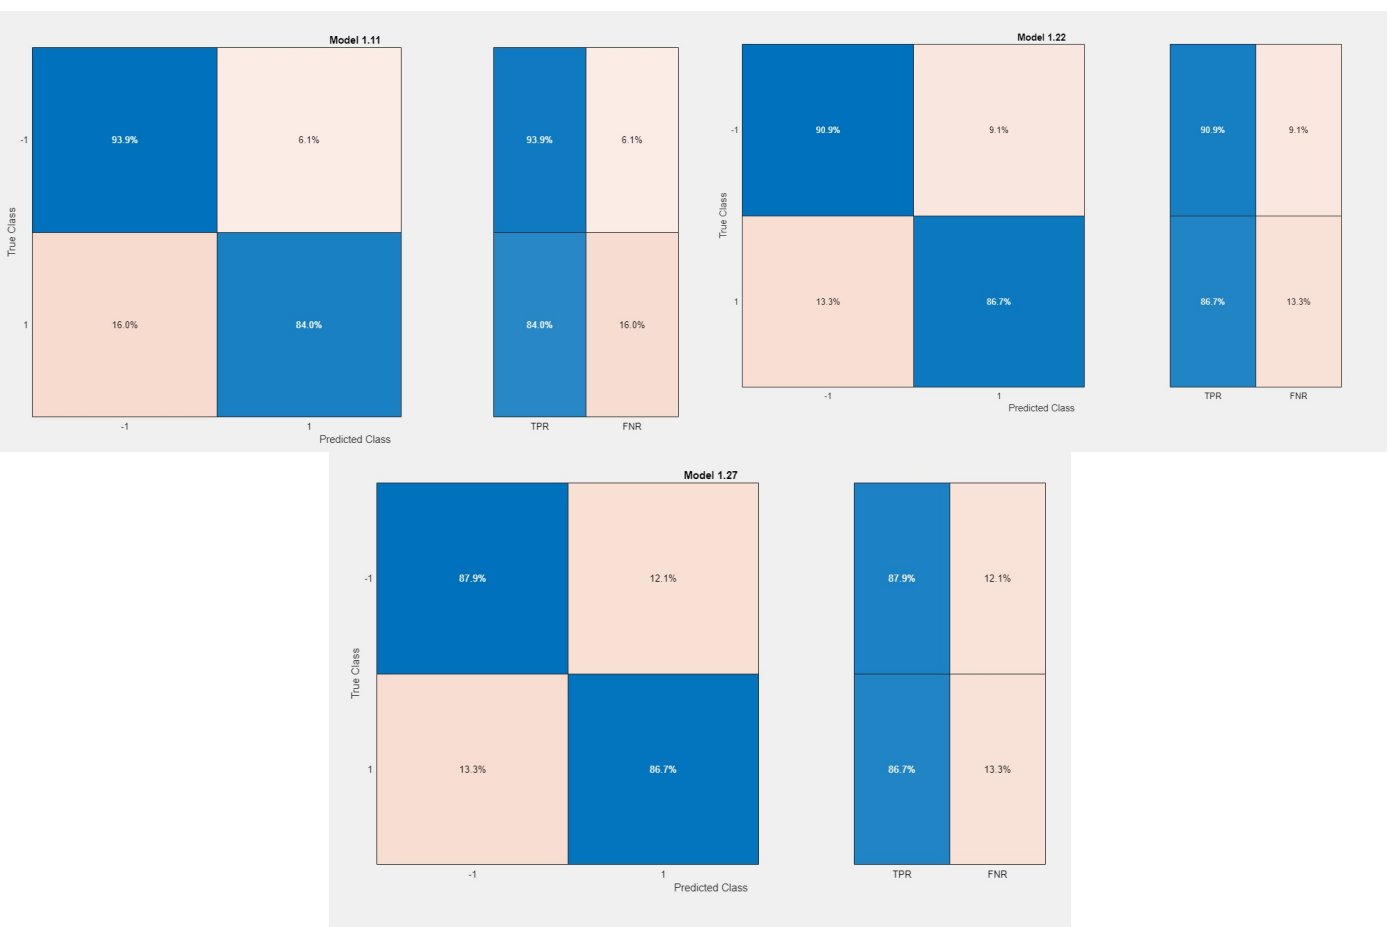 Model 1.11
True Class
-1
93.9%
6.1%
93.9%
6.1%
1
16.0%
84.0%
84.0%
16.0%
-1
1
TPR
FNR
Predicted Class
Model 1.22
True Class
-1
90.9%
9.1%
90.9%
9.1%
1
13.3%
86.7%
86.7%
13.3%
-1
1
TPR
FNR
Predicted Class
Model 1.27
True Class
-1
87.9%
12.1%
87.9%
12.1%
1
13.3%
86.7%
86.7%
13.3%
-1
1
TPR
FNR
Predicted Class